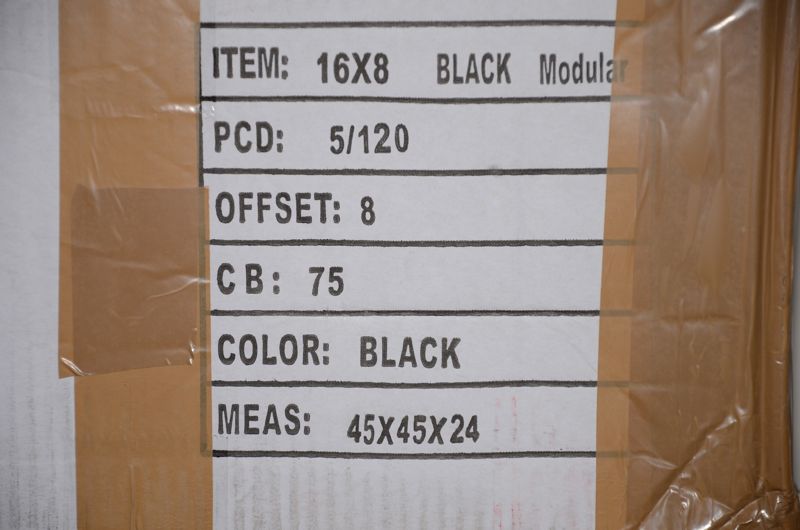 ITEM: 16X8 BLACK Modular
PCD: 5/120
OFFSET: 8
CB: 75
COLOR: BLACK
MEAS: 45X45X24